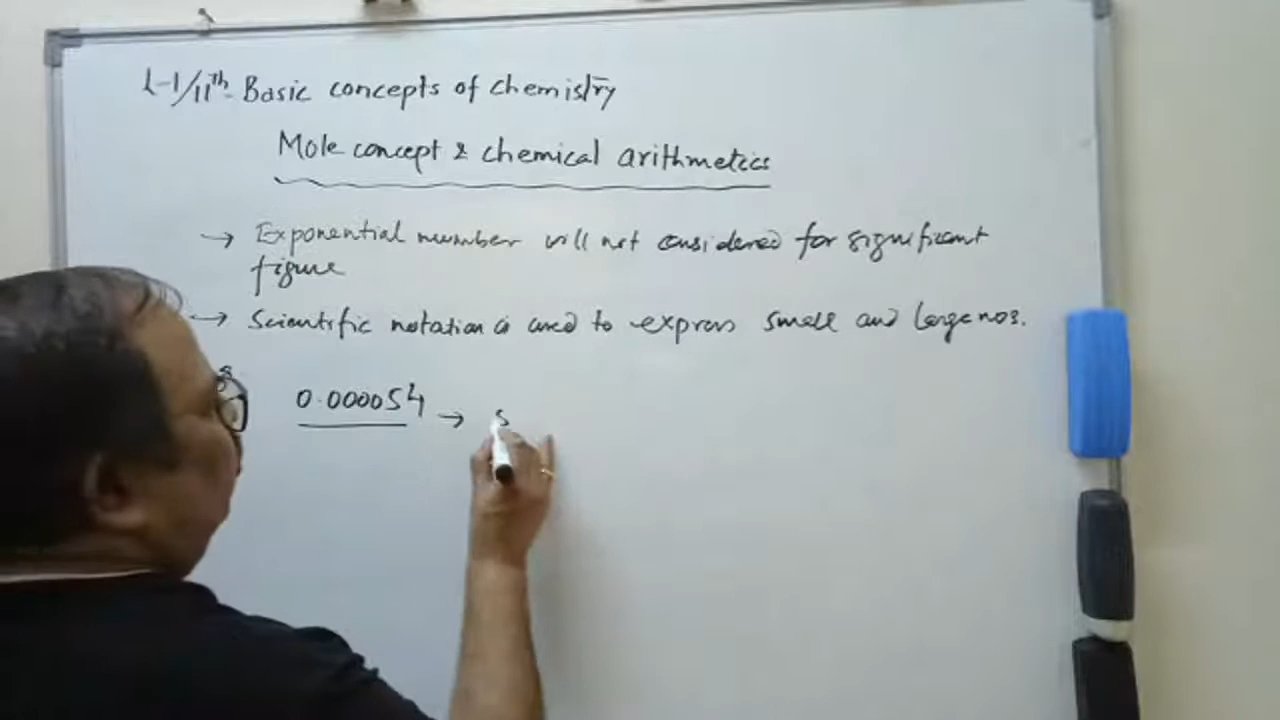 L-1/11th- Basic concepts of chemistry
Mole concept & chemical arithmetics
→ Exponential number will not considered for significant
figure
→ Scientific notation is used to express small and large nos.
0.000054 → 5